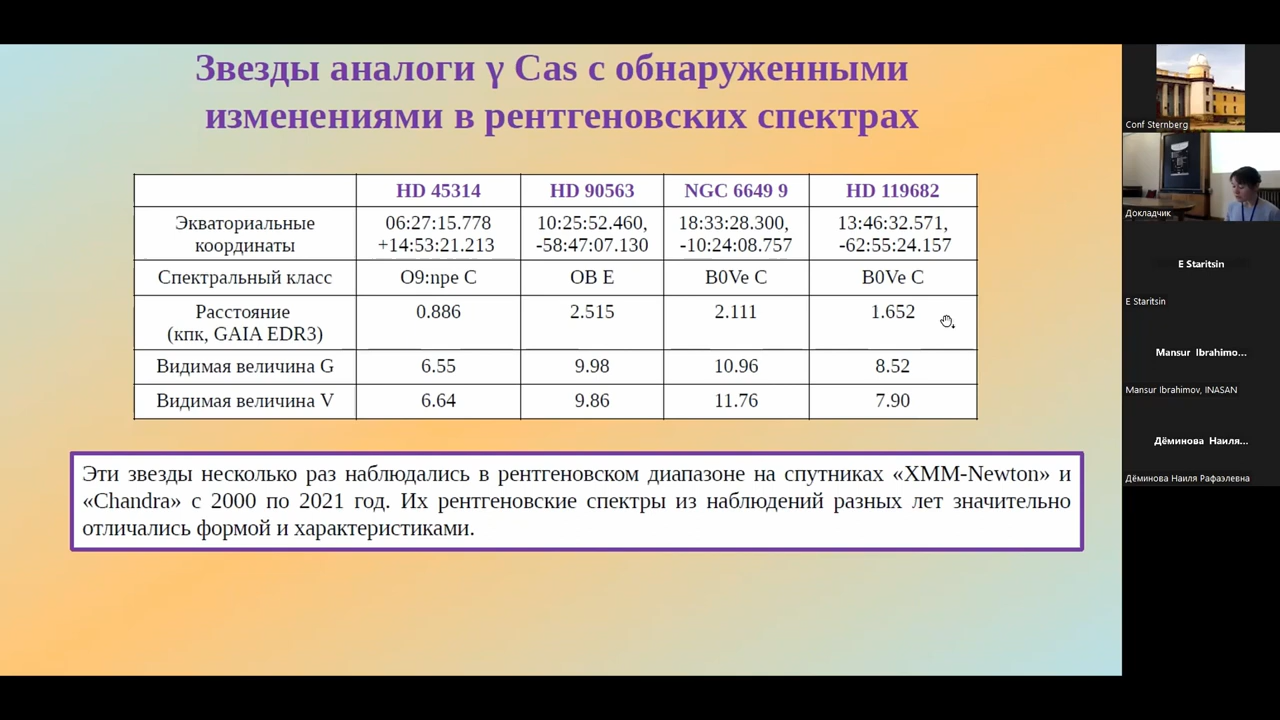 Звезды аналоги γ Cas с обнаруженными
изменениями в рентгеновских спектрах
HD 45314 HD 90563 NGC 6649 9 HD 119682
Экваториальные координаты 06:27:15.778 +14:53:21.213 10:25:52.460, -58:47:07.130 18:33:28.300, -10:24:08.757 13:46:32.571, -62:55:24.157
Спектральный класс O9:npe C OB E B0Ve C B0Ve C
Расстояние (кпк, GAIA EDR3) 0.886 2.515 2.111 1.652
Видимая величина G 6.55 9.98 10.96 8.52
Видимая величина V 6.64 9.86 11.76 7.90
Эти звезды несколько раз наблюдались в рентгеновском диапазоне на спутниках «XMM-Newton» и
«Chandra» с 2000 по 2021 год. Их рентгеновские спектры из наблюдений разных лет значительно
отличались формой и характеристиками.
Conf Sternberg
Докладчик
E Staritsin
E Staritsin
Mansur Ibrahimo...
Mansur Ibrahimov, INASAN
Дёминова Наиля...
Дёминова Наиля Рафаэлевна